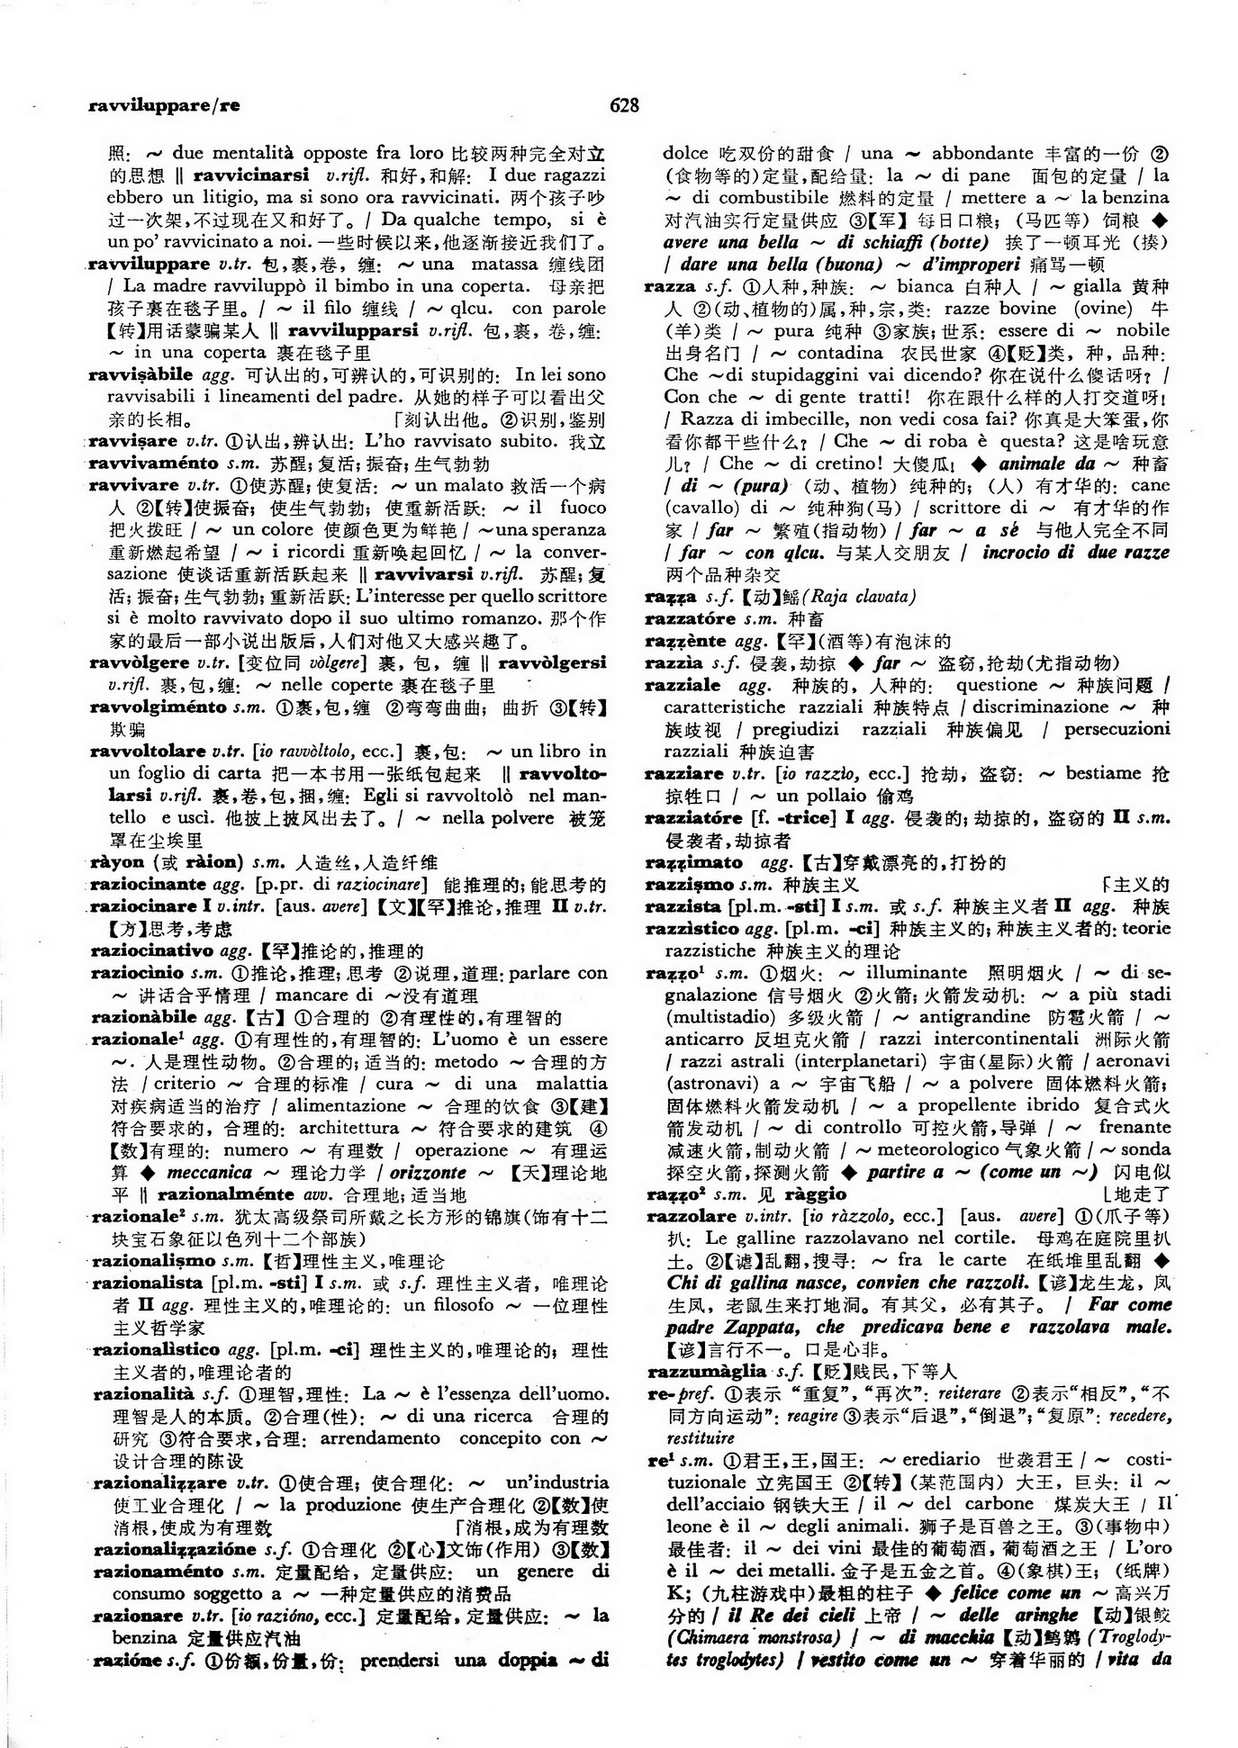 ravviluppare/re
628
照: ～ due mentalità opposte fra loro 比较两种完全对立
的思想 ‖ ravvicinarsi v.rifl. 和好,和解: I due ragazzi
ebbero un litigio, ma si sono ora ravvicinati. 两个孩子吵
过一次架,不过现在又和好了。/ Da qualche tempo, si è
un po' ravvicinato a noi. 一些时候以来,他逐渐接近我们了。
ravviluppare v.tr. 包,裹,卷, 缠: ～ una matassa 缠线团
/ La madre ravviluppò il bimbo in una coperta. 母亲把
孩子裹在毯子里。/ ～ il filo 缠线 / ～ qlcu. con parole
【转】用话蒙骗某人 ‖ ravvilupparsi v.rifl. 包,裹, 卷,缠:
～ in una coperta 裹在毯子里
ravvisàbile agg. 可认出的,可辨认的,可识别的: In lei sono
ravvisabili i lineamenti del padre. 从她的样子可以看出父
亲的长相。 「刻认出他。②识别,鉴别
ravvisare v.tr. ①认出,辨认出: L'ho ravvisato subito. 我立
ravvivaménto s.m. 苏醒;复活;振奋;生气勃勃
ravvivare v.tr. ①使苏醒;使复活: ～ un malato 救活一个病
人 ②【转】使振奋; 使生气勃勃; 使重新活跃: ～ il fuoco
把火拨旺 / ～ un colore 使颜色更为鲜艳 / ～una speranza
重新燃起希望 / ～ i ricordi 重新唤起回忆 / ～ la conver-
sazione 使谈话重新活跃起来 ‖ ravvivarsi v.rifl. 苏醒;复
活;振奋;生气勃勃;重新活跃: L'interesse per quello scrittore
si è molto ravvivato dopo il suo ultimo romanzo. 那个作
家的最后一部小说出版后,人们对他又大感兴趣了。
ravvòlgere v.tr. [变位同 vòlgere] 裹, 包, 缠 ‖ ravvòlgersi
v.rifl. 裹,包,缠: ～ nelle coperte 裹在毯子里
ravvolgiménto s.m. ①裹,包,缠 ②弯弯曲曲; 曲折 ③【转】
欺骗
ravvoltolare v.tr. [io ravvòltolo, ecc.] 裹,包: ～ un libro in
un foglio di carta 把一本书用一张纸包起来 ‖ ravvolto-
larsi v.rifl. 裹,卷,包,捆,缠: Egli si ravvoltolò nel man-
tello e uscì. 他披上披风出去了。/ ～ nella polvere 被笼
罩在尘埃里
ràyon (或 ràion) s.m. 人造丝,人造纤维
raziocinante agg. [p.pr. di raziocinare] 能推理的;能思考的
raziocinare I v.intr. [aus. avere]【文】【罕】推论,推理 II v.tr.
【方】思考,考虑
raziocinativo agg.【罕】推论的,推理的
raziocìnio s.m. ①推论,推理;思考 ②说理,道理: parlare con
～ 讲话合乎情理 / mancare di ～没有道理
razionàbile agg.【古】①合理的 ②有理性的,有理智的
razionale¹ agg. ①有理性的,有理智的: L'uomo è un essere
～. 人是理性动物。②合理的;适当的: metodo ～ 合理的方
法 / criterio ～ 合理的标准 / cura ～ di una malattia
对疾病适当的治疗 / alimentazione ～ 合理的饮食 ③【建】
符合要求的, 合理的: architettura ～ 符合要求的建筑 ④
【数】有理的: numero ～ 有理数 / operazione ～ 有理运
算 ◆ meccanica ～ 理论力学 / orizzonte ～ 【天】理论地
平 ‖ razionalménte avv. 合理地;适当地
razionale² s.m. 犹太高级祭司所戴之长方形的锦旗(饰有十二
块宝石象征以色列十二个部族)
razionalismo s.m.【哲】理性主义,唯理论
razionalista [pl.m. -sti] I s.m. 或 s.f. 理性主义者, 唯理论
者 II agg. 理性主义的,唯理论的: un filosofo ～ 一位理性
主义哲学家
razionalìstico agg. [pl.m. -ci] 理性主义的,唯理论的; 理性
主义者的,唯理论者的
razionalità s.f. ①理智,理性: La ～ è l'essenza dell'uomo.
理智是人的本质。②合理(性): ～ di una ricerca 合理的
研究 ③符合要求,合理: arrendamento concepito con ～
设计合理的陈设
razionaliẓẓare v.tr. ①使合理; 使合理化: ～ un'industria
使工业合理化 / ～ la produzione 使生产合理化 ②【数】使
消根,使成为有理数 「消根,成为有理数
razionaliẓẓazióne s.f. ①合理化 ②【心】文饰(作用) ③【数】
razionaménto s.m. 定量配给, 定量供应: un genere di
consumo soggetto a ～ 一种定量供应的消费品
razionare v.tr. [io razióno, ecc.] 定量配给,定量供应: ～ la
benzina 定量供应汽油
razióne s.f. ①份额,份量,份: prendersi una doppia ～ di
dolce 吃双份的甜食 / una ～ abbondante 丰富的一份 ②
(食物等的)定量,配给量: la ～ di pane 面包的定量 / la
～ di combustibile 燃料的定量 / mettere a ～ la benzina
对汽油实行定量供应 ③【军】每日口粮; (马匹等) 饲粮 ◆
avere una bella ～ di schiaffi (botte) 挨了一顿耳光 (揍)
/ dare una bella (buona) ～ d'improperi 痛骂一顿
razza s.f. ①人种,种族: ～ bianca 白种人 / ～ gialla 黄种
人 ②(动、植物的)属,种,宗,类: razze bovine (ovine) 牛
(羊)类 / ～ pura 纯种 ③家族;世系: essere di ～ nobile
出身名门 / ～ contadina 农民世家 ④【贬】类, 种, 品种:
Che ～di stupidaggini vai dicendo? 你在说什么傻话呀? /
Con che ～ di gente tratti! 你在跟什么样的人打交道呀!
/ Razza di imbecille, non vedi cosa fai? 你真是大笨蛋,你
看你都干些什么? / Che ～ di roba è questa? 这是啥玩意
儿? / Che ～ di cretino! 大傻瓜! ◆ animale da ～ 种畜
/ di ～ (pura) (动、植物) 纯种的; (人) 有才华的: cane
(cavallo) di ～ 纯种狗(马) / scrittore di ～ 有才华的作
家 / far ～ 繁殖(指动物) / far ～ a sé 与他人完全不同
/ far ～ con qlcu. 与某人交朋友 / incrocio di due razze
两个品种杂交
raẓẓa s.f.【动】鳐(Raja clavata)
razzatóre s.m. 种畜
raẓẓènte agg.【罕】(酒等)有泡沫的
razzìa s.f. 侵袭,劫掠 ◆ far ～ 盗窃,抢劫(尤指动物)
razziale agg. 种族的, 人种的: questione ～ 种族问题 /
caratteristiche razziali 种族特点 / discriminazione ～ 种
族歧视 / pregiudizi razziali 种族偏见 / persecuzioni
razziali 种族迫害
razziare v.tr. [io razzìo, ecc.] 抢劫, 盗窃: ～ bestiame 抢
掠牲口 / ～ un pollaio 偷鸡
razziatóre [f. -trice] I agg. 侵袭的;劫掠的, 盗窃的 II s.m.
侵袭者,劫掠者
raẓẓimato agg.【古】穿戴漂亮的,打扮的
razzismo s.m. 种族主义 「主义的
razzista [pl.m. -sti] I s.m. 或 s.f. 种族主义者 II agg. 种族
razzìstico agg. [pl.m. -ci] 种族主义的;种族主义者的: teorie
razzistiche 种族主义的理论
raẓẓo¹ s.m. ①烟火: ～ illuminante 照明烟火 / ～ di se-
gnalazione 信号烟火 ②火箭;火箭发动机: ～ a più stadi
(multistadio) 多级火箭 / ～ antigrandine 防雹火箭 / ～
anticarro 反坦克火箭 / razzi intercontinentali 洲际火箭
/ razzi astrali (interplanetari) 宇宙(星际)火箭 / aeronavi
(astronavi) a ～ 宇宙飞船 / ～ a polvere 固体燃料火箭;
固体燃料火箭发动机 / ～ a propellente ibrido 复合式火
箭发动机 / ～ di controllo 可控火箭,导弹 / ～ frenante
减速火箭,制动火箭 / ～ meteorologico 气象火箭 / ～ sonda
探空火箭,探测火箭 ◆ partire a ～ (come un ～) 闪电似
raẓẓo² s.m. 见 ràggio ⌊地走了
razzolare v.intr. [io ràzzolo, ecc.] [aus. avere] ①(爪子等)
扒: Le galline razzolavano nel cortile. 母鸡在庭院里扒
土。②【谑】乱翻,搜寻: ～ fra le carte 在纸堆里乱翻 ◆
Chi di gallina nasce, convien che razzoli.【谚】龙生龙, 凤
生凤, 老鼠生来打地洞。有其父, 必有其子。 / Far come
padre Zappata, che predicava bene e razzolava male.
【谚】言行不一。口是心非。
razzumàglia s.f.【贬】贱民,下等人
re- pref. ①表示 “重复”, “再次”: reiterare ②表示“相反”, “不
同方向运动”: reagire ③表示“后退”,“倒退”;“复原”: recedere,
restituire
re¹ s.m. ①君王,王,国王: ～ ereditario 世袭君王 / ～ costi-
tuzionale 立宪国王 ②【转】(某范围内) 大王, 巨头: il ～
dell'acciaio 钢铁大王 / il ～ del carbone 煤炭大王 / Il
leone è il ～ degli animali. 狮子是百兽之王。③(事物中)
最佳者: il ～ dei vini 最佳的葡萄酒,葡萄酒之王 / L'oro
è il ～ dei metalli. 金子是五金之首。④(象棋)王; (纸牌)
K; (九柱游戏中)最粗的柱子 ◆ felice come un ～ 高兴万
分的 / il Re dei cieli 上帝 / ～ delle aringhe 【动】银鲛
(Chimaera monstrosa) / ～ di macchia 【动】鹪鹩 (Troglody-
tes troglodytes) / vestito come un ～ 穿着华丽的 / vita da